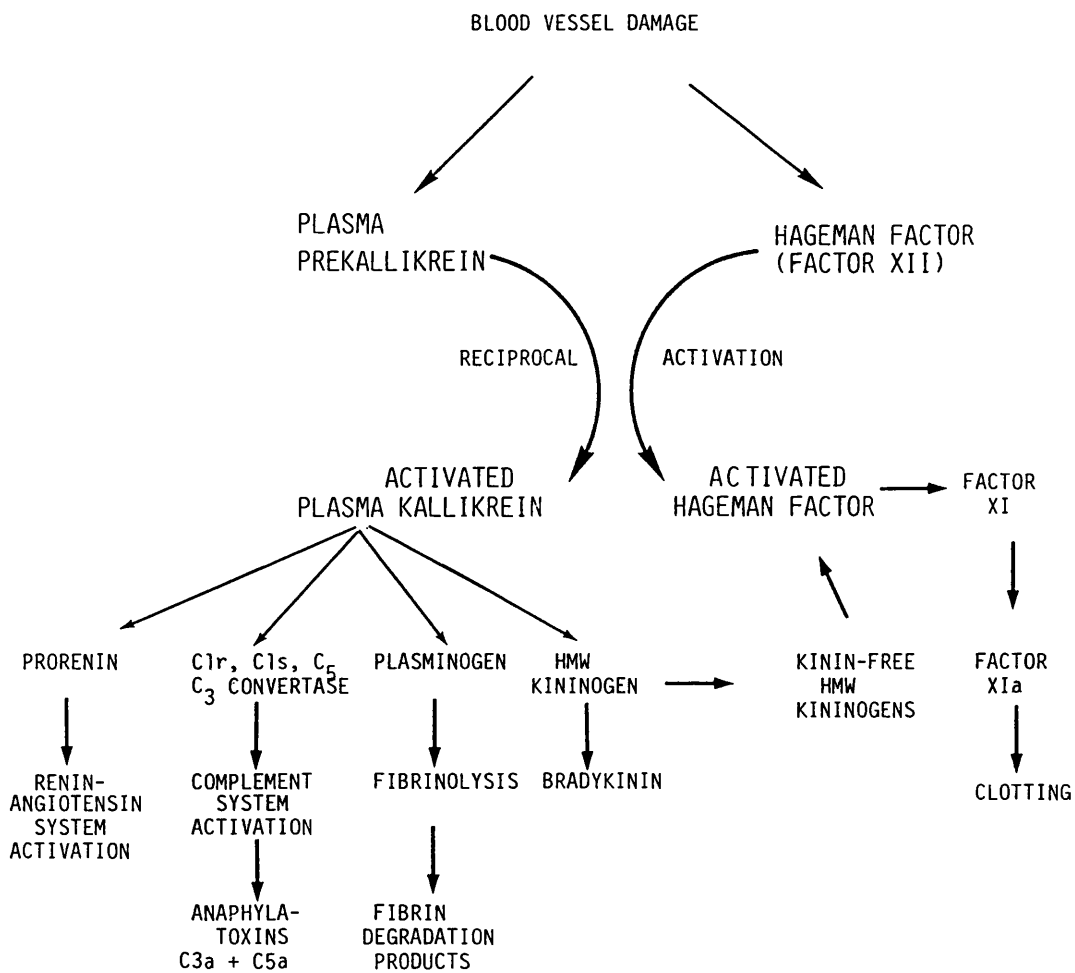 BLOOD VESSEL DAMAGE
PLASMA
PREKALLIKREIN
HAGEMAN FACTOR
(FACTOR XII)
RECIPROCAL
ACTIVATION
ACTIVATED
PLASMA KALLIKREIN
ACTIVATED
HAGEMAN FACTOR
FACTOR
XI
PRORENIN
C1r, C1s, C5
C3 CONVERTASE
PLASMINOGEN
HMW
KININOGEN
KININ-FREE
HMW
KININOGENS
FACTOR
XIa
RENIN-
ANGIOTENSIN
SYSTEM
ACTIVATION
COMPLEMENT
SYSTEM
ACTIVATION
FIBRINOLYSIS
BRADYKININ
CLOTTING
ANAPHYLA-
TOXINS
C3a + C5a
FIBRIN
DEGRADATION
PRODUCTS